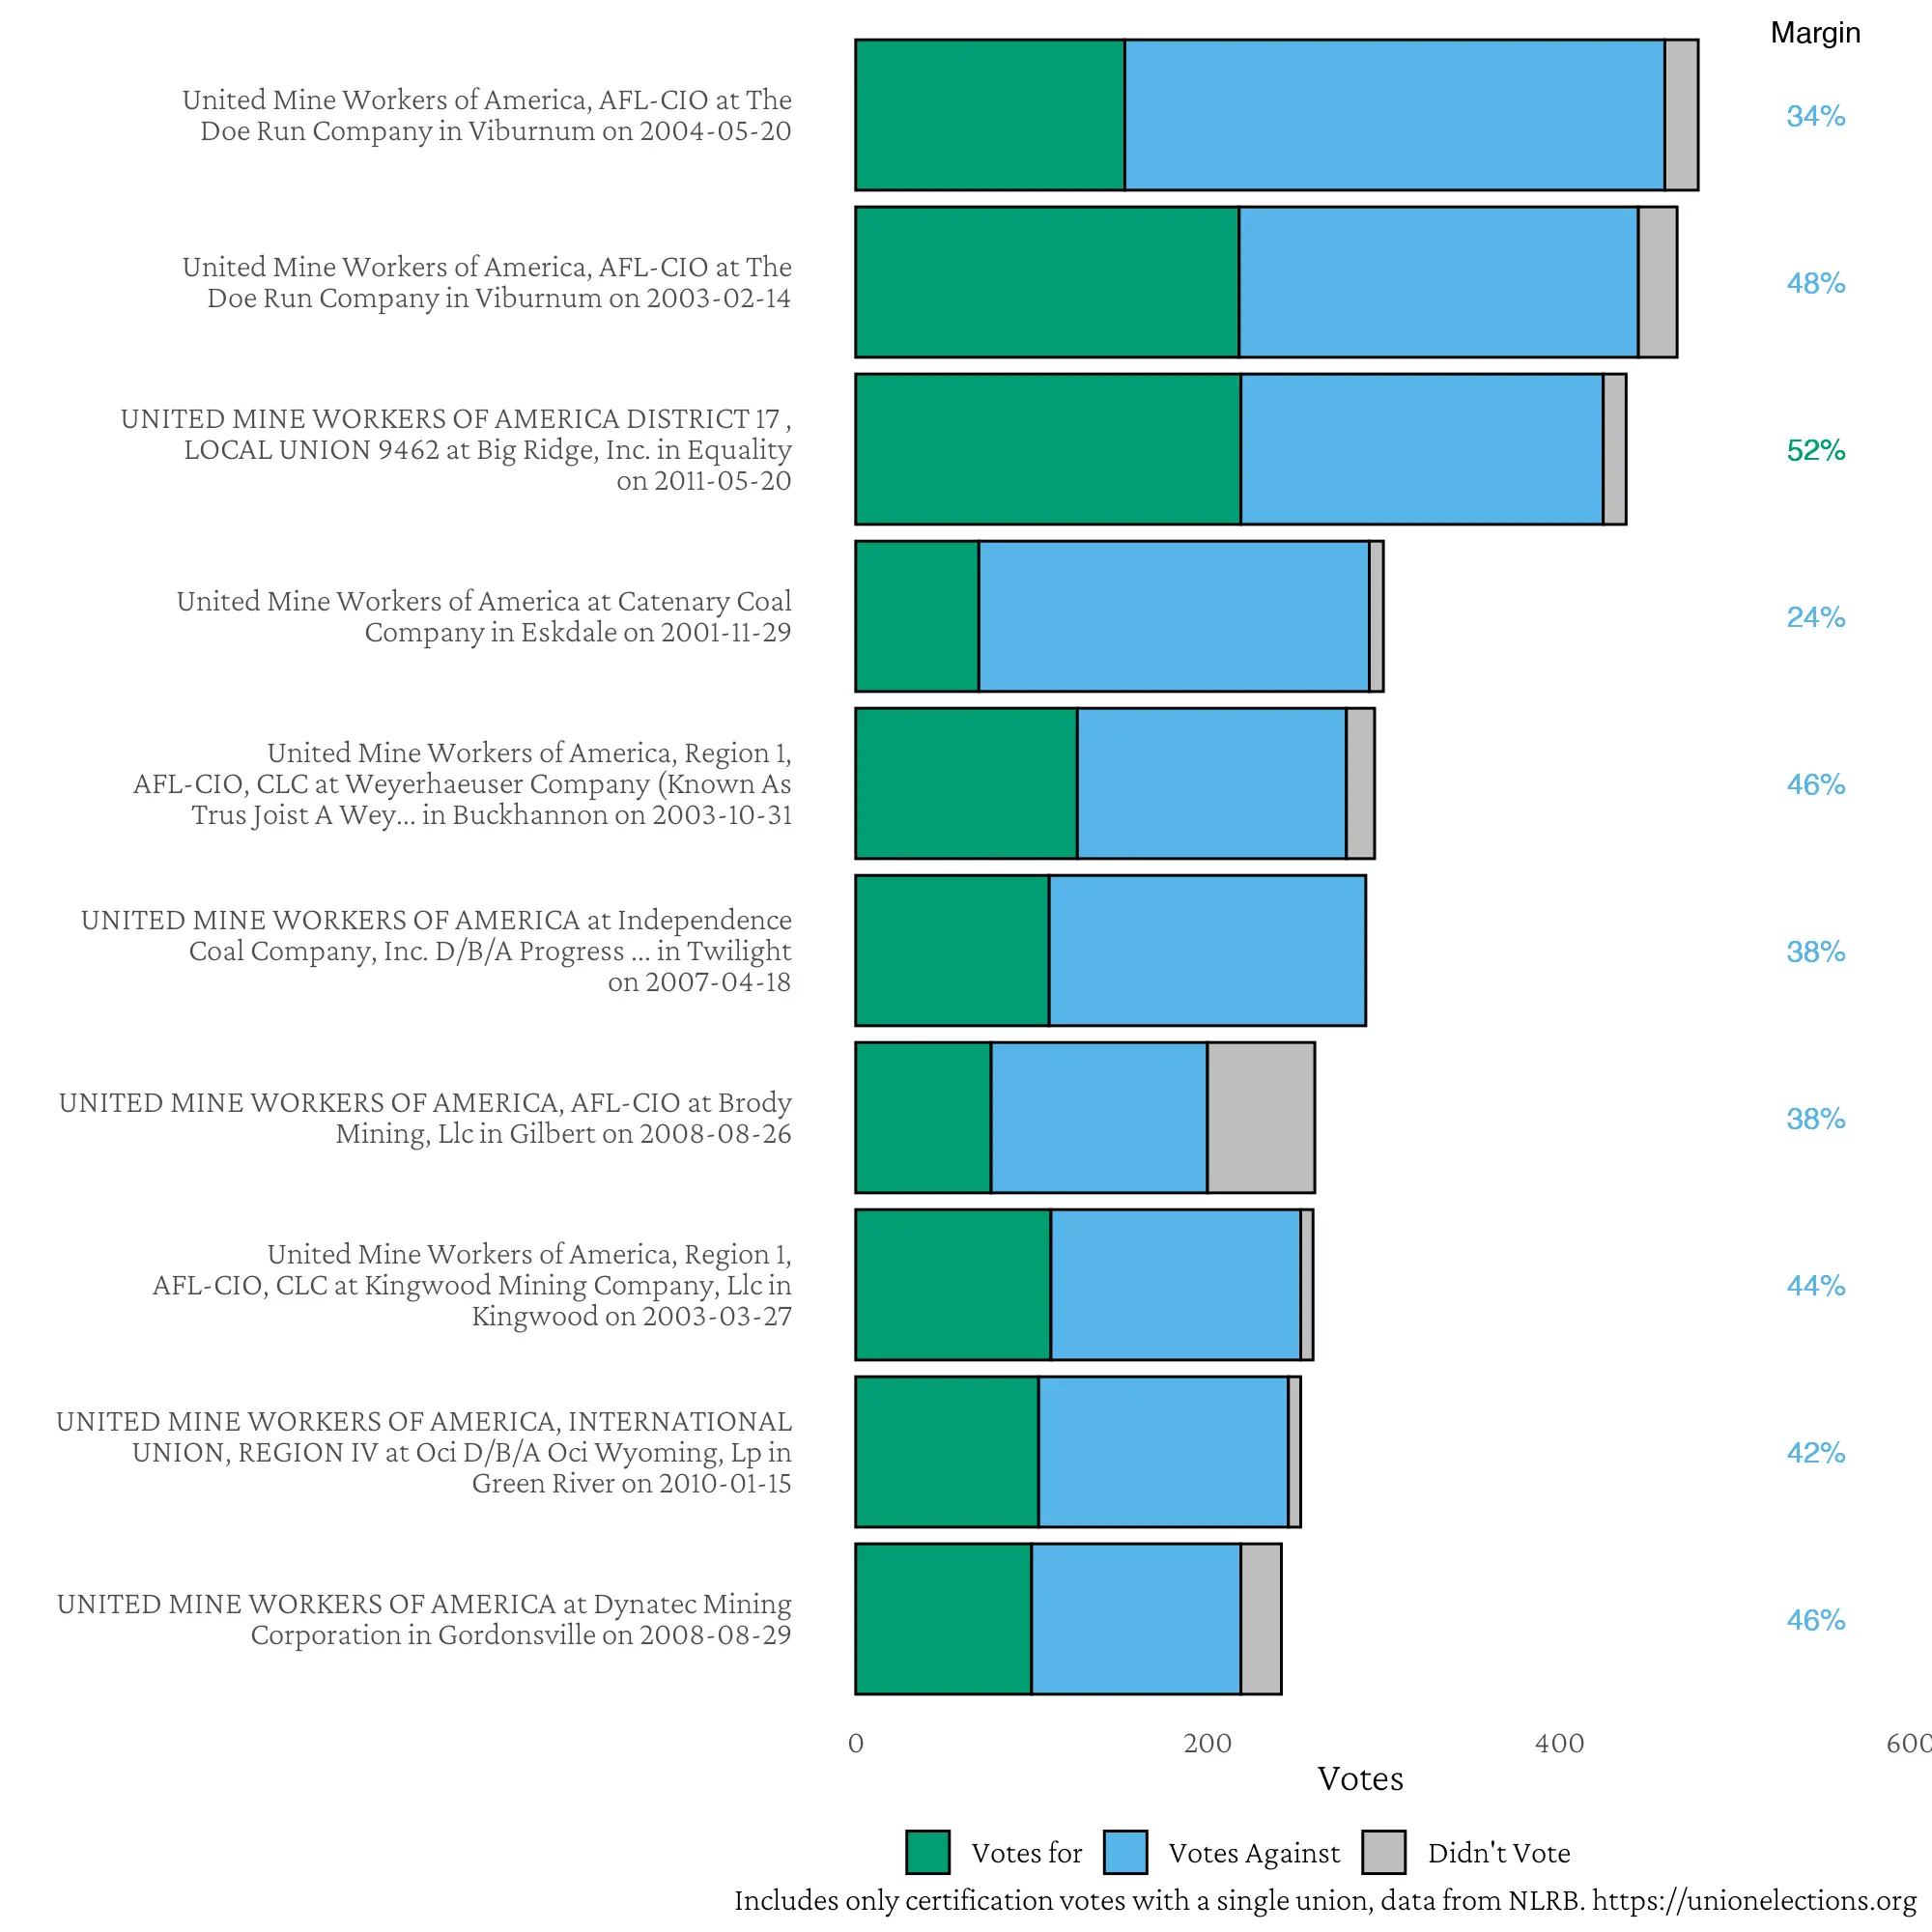 Margin
United Mine Workers of America, AFL-CIO at The
Doe Run Company in Viburnum on 2004-05-20
34%
United Mine Workers of America, AFL-CIO at The
Doe Run Company in Viburnum on 2003-02-14
48%
UNITED MINE WORKERS OF AMERICA DISTRICT 17 ,
LOCAL UNION 9462 at Big Ridge, Inc. in Equality
on 2011-05-20
52%
United Mine Workers of America at Catenary Coal
Company in Eskdale on 2001-11-29
24%
United Mine Workers of America, Region 1,
AFL-CIO, CLC at Weyerhaeuser Company (Known As
Trus Joist A Wey... in Buckhannon on 2003-10-31
46%
UNITED MINE WORKERS OF AMERICA at Independence
Coal Company, Inc. D/B/A Progress ... in Twilight
on 2007-04-18
38%
UNITED MINE WORKERS OF AMERICA, AFL-CIO at Brody
Mining, Llc in Gilbert on 2008-08-26
38%
United Mine Workers of America, Region 1,
AFL-CIO, CLC at Kingwood Mining Company, Llc in
Kingwood on 2003-03-27
44%
UNITED MINE WORKERS OF AMERICA, INTERNATIONAL
UNION, REGION IV at Oci D/B/A Oci Wyoming, Lp in
Green River on 2010-01-15
42%
UNITED MINE WORKERS OF AMERICA at Dynatec Mining
Corporation in Gordonsville on 2008-08-29
46%
0 200 400 600
Votes
Votes for Votes Against Didn't Vote
Includes only certification votes with a single union, data from NLRB. https://unionelections.org